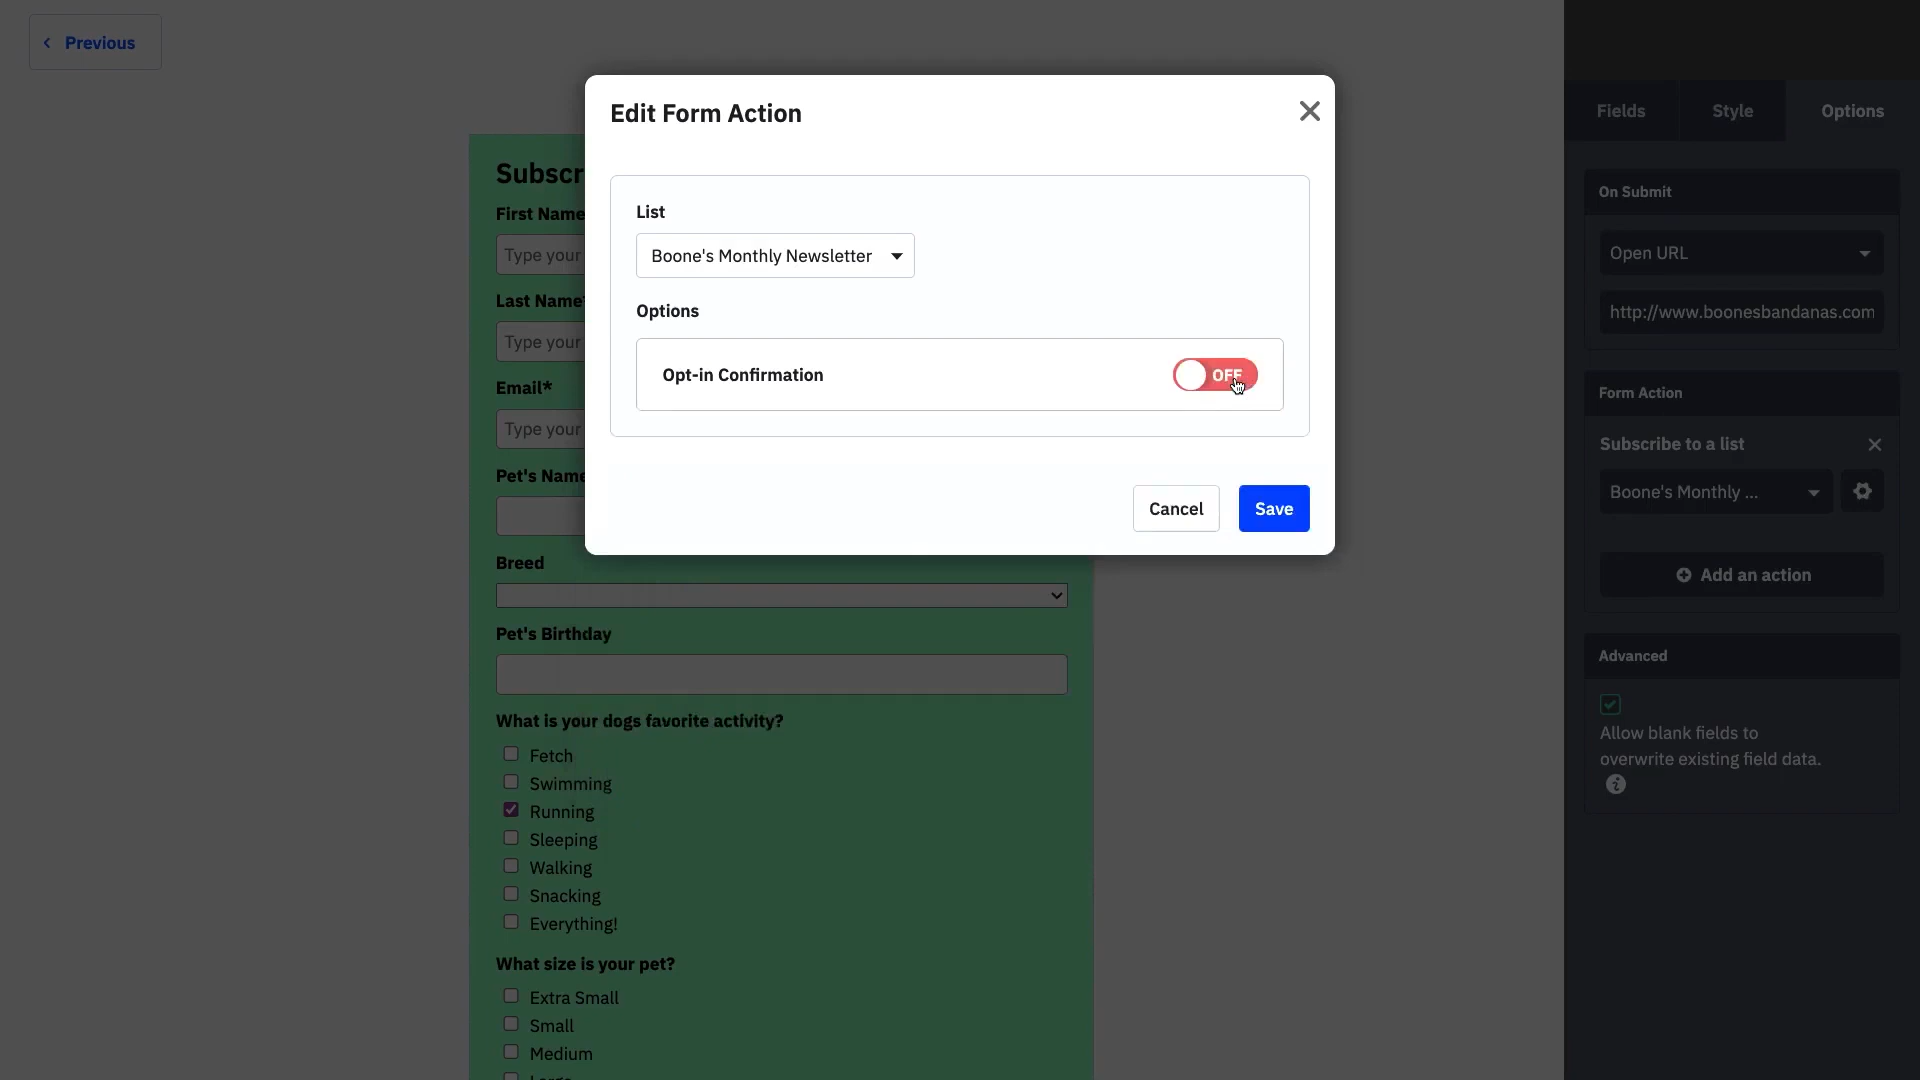 Previous
Edit Form Action
List
Boone's Monthly Newsletter
Options
Opt-in Confirmation
OFF
Cancel
Save
Subscr
First Name
Type your
Last Name*
Type your
Email*
Type your
Pet's Name
Breed
Pet's Birthday
What is your dogs favorite activity?
Fetch
Swimming
Running
Sleeping
Walking
Snacking
Everything!
What size is your pet?
Extra Small
Small
Medium
Fields
Style
Options
On Submit
Open URL
http://www.boonesbandanas.com
Form Action
Subscribe to a list
Boone's Monthly ...
Add an action
Advanced
Allow blank fields to
overwrite existing field data.